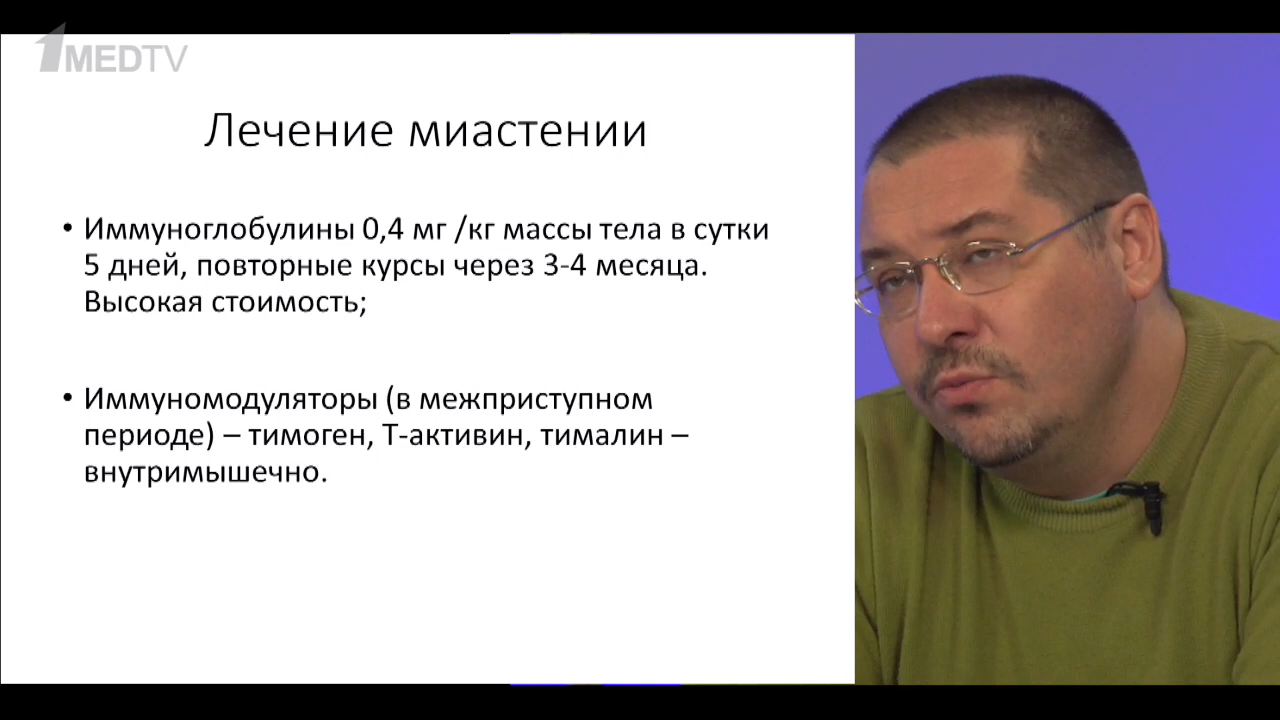 1MEDTV
Лечение миастении
• Иммуноглобулины 0,4 мг /кг массы тела в сутки
5 дней, повторные курсы через 3-4 месяца.
Высокая стоимость;
• Иммуномодуляторы (в межприступном
периоде) – тимоген, Т-активин, тималин –
внутримышечно.